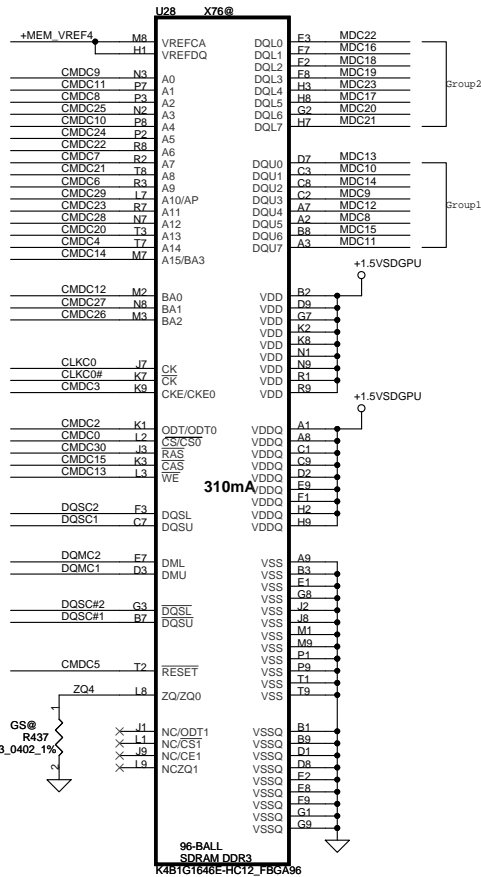 U28 X76@
+MEM_VREF4 M8 VREFCA DQL0 E3 MDC22
H1 VREFDQ DQL1 F7 MDC16
DQL2 F2 MDC18
CMDC9 N3 A0 DQL3 F8 MDC19
CMDC11 P7 A1 DQL4 H3 MDC23 Group2
CMDC8 P3 A2 DQL5 H8 MDC17
CMDC25 N2 A3 DQL6 G2 MDC20
CMDC10 P8 A4 DQL7 H7 MDC21
CMDC24 P2 A5
CMDC22 R8 A6
CMDC7 R2 A7 DQU0 D7 MDC13
CMDC21 T8 A8 DQU1 C3 MDC10
CMDC6 R3 A9 DQU2 C8 MDC14
CMDC29 L7 A10/AP DQU3 C2 MDC9
CMDC23 R7 A11 DQU4 A7 MDC12 Group1
CMDC28 N7 A12 DQU5 A2 MDC8
CMDC20 T3 A13 DQU6 B8 MDC15
CMDC4 T7 A14 DQU7 A3 MDC11
CMDC14 M7 A15/BA3
+1.5VSDGPU
CMDC12 M2 BA0 VDD B2
CMDC27 N8 BA1 VDD D9
CMDC26 M3 BA2 VDD G7
VDD K2
VDD K8
VDD N1
CLKC0 J7 CK VDD N9
CLKC0# K7 CK VDD R1
CMDC3 K9 CKE/CKE0 VDD R9
+1.5VSDGPU
CMDC2 K1 ODT/ODT0 VDDQ A1
CMDC0 L2 CS/CS0 VDDQ A8
CMDC30 J3 RAS VDDQ C1
CMDC15 K3 CAS VDDQ C9
CMDC13 L3 WE VDDQ D2
310mA VDDQ E9
VDDQ F1
DQSC2 F3 DQSL VDDQ H2
DQSC1 C7 DQSU VDDQ H9
DQMC2 E7 DML VSS A9
DQMC1 D3 DMU VSS B3
VSS E1
VSS G8
DQSC#2 G3 DQSL VSS J2
DQSC#1 B7 DQSU VSS J8
VSS M1
VSS M9
VSS P1
CMDC5 T2 RESET VSS P9
VSS T1
ZQ4 L8 ZQ/ZQ0 VSS T9
1
GS@
R437
3_0402_1%
2
J1 NC/ODT1 VSSQ B1
L1 NC/CS1 VSSQ B9
J9 NC/CE1 VSSQ D1
L9 NCZQ1 VSSQ D8
VSSQ E2
VSSQ E8
VSSQ F9
VSSQ G1
VSSQ G9
96-BALL
SDRAM DDR3
K4B1G1646E-HC12_FBGA96